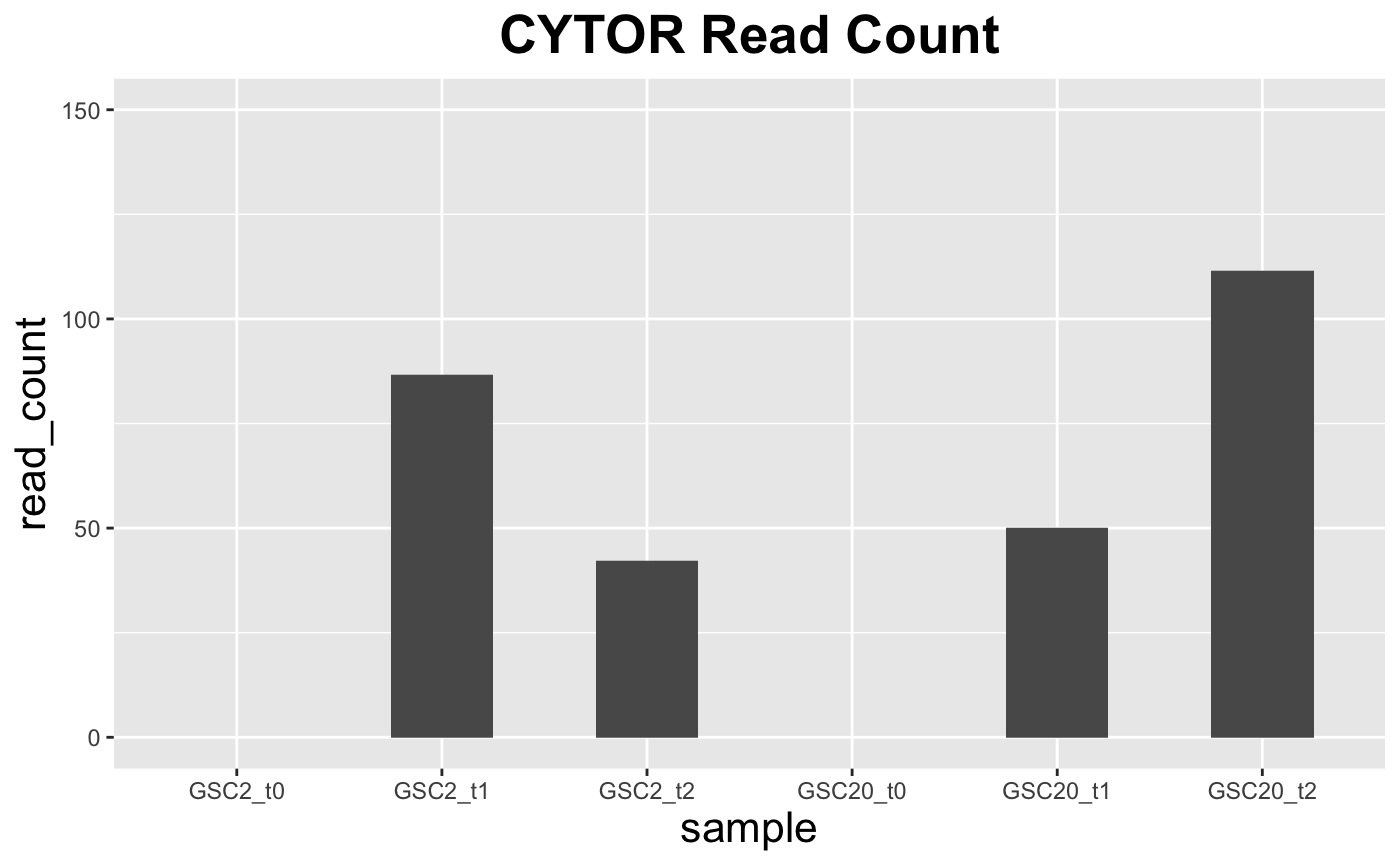 CYTOR Read Count
read_count
150
100
50
0
GSC2_t0 GSC2_t1 GSC2_t2 GSC20_t0 GSC20_t1 GSC20_t2
sample